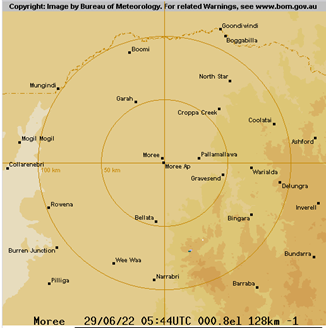 Copyright: Image by Bureau of Meteorology. For related Warnings, see www.bom.gov.au
Goondiwindi
Boggabilla
Boomi
North Star
Mungindi
Garah
Croppa Creek
Coolatai
Mogil Mogil
Ashford
Moree
Pallamallawa
Collarenebri
Moree Ap
100 km
50 km
Warialda
Gravesend
Delungra
Rowena
Inverell
Bellata
Bingara
Burren Junction
Bundarra
Wee Waa
Pilliga
Narrabri
Barraba
Moree 29/06/22 05:44UTC 000.8el 128km -1